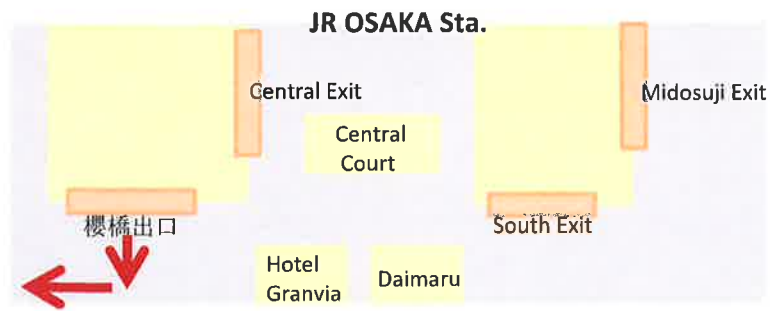 JR OSAKA Sta.
Central Exit
Midosuji Exit
Central
Court
櫻橋出口
South Exit
Hotel
Granvia
Daimaru